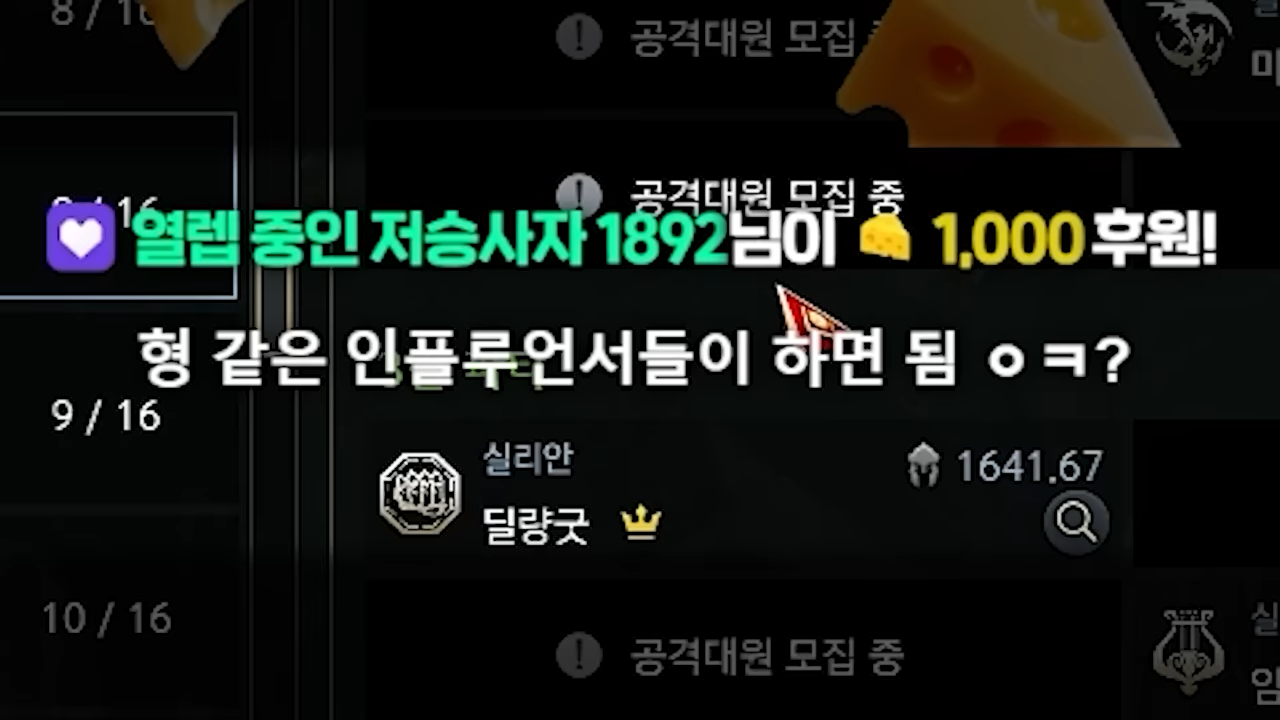 8 / 16
공격대원 모집 중
공격대원 모집 중
열렙 중인 저승사자 1892님이 1,000 후원!
형 같은 인플루언서들이 하면 됨 ㅇㅋ?
9 / 16
실리안
1641.67
딜량굿
10 / 16
공격대원 모집 중